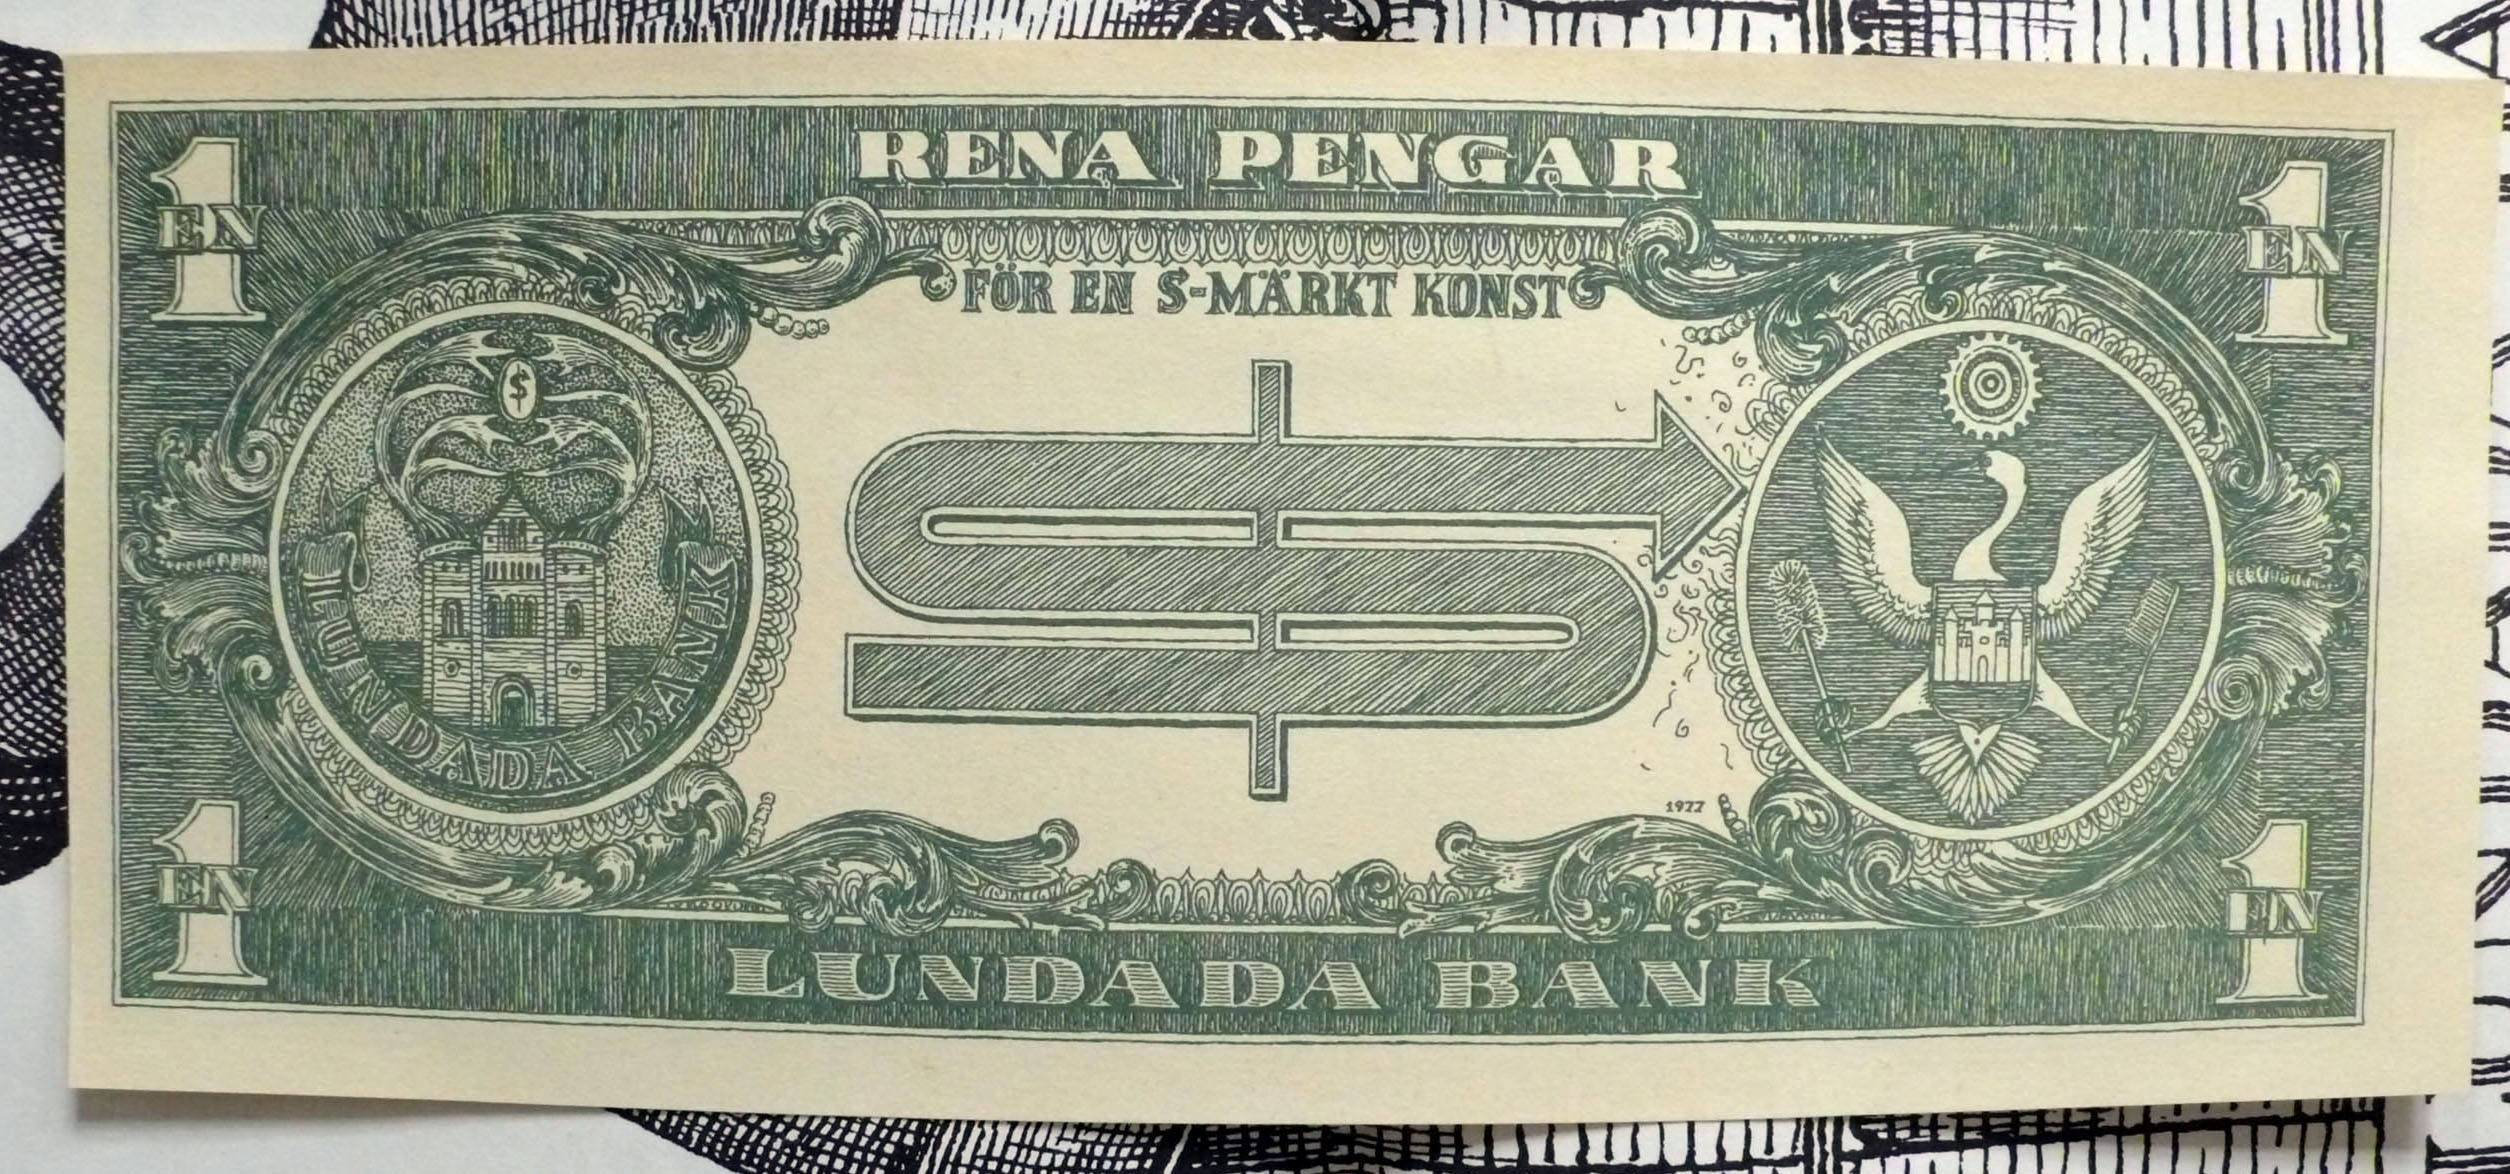 RENA PENGAR
1 EN
1 EN
FÖR EN S-MÄRKT KONST
$
LUNDADA BANK
1977
1 EN
1 EN
LUNDADA BANK